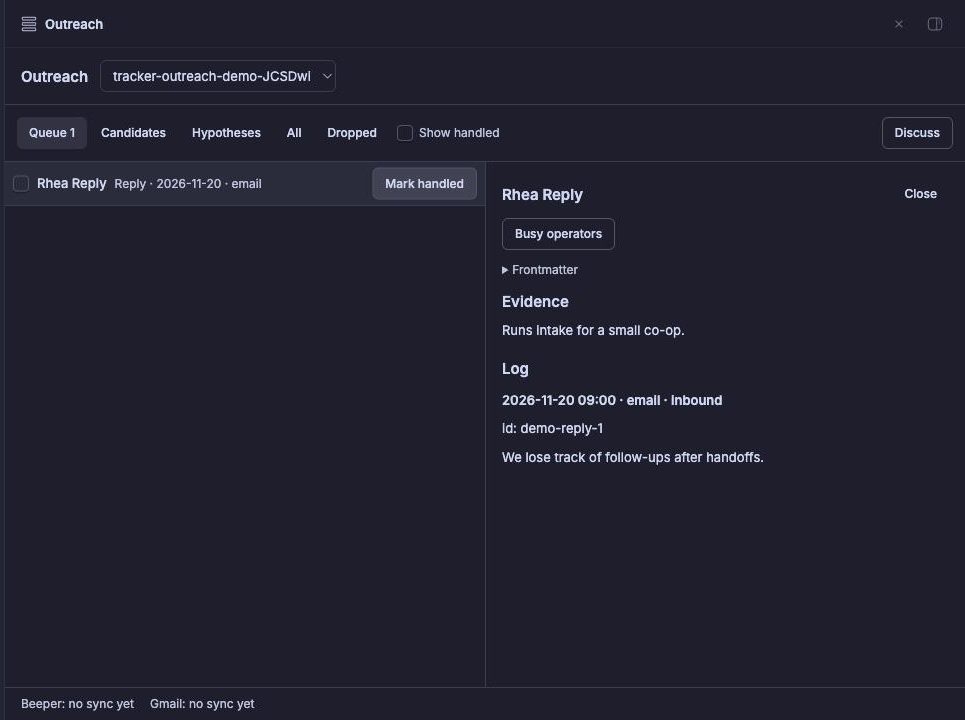 Outreach
Outreach tracker-outreach-demo-JCSDwI
Queue 1 Candidates Hypotheses All Dropped Show handled Discuss
Rhea Reply Reply · 2026-11-20 · email Mark handled
Rhea Reply Close
Busy operators
Frontmatter
Evidence
Runs intake for a small co-op.
Log
2026-11-20 09:00 · email · inbound
Id: demo-reply-1
We lose track of follow-ups after handoffs.
Beeper: no sync yet Gmail: no sync yet